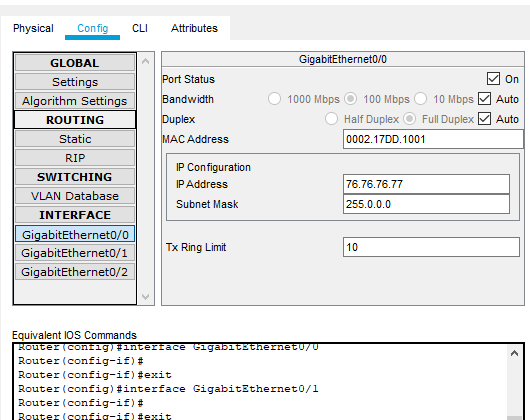 Physical Config CLI Attributes
GLOBAL
Settings
Algorithm Settings
ROUTING
Static
RIP
SWITCHING
VLAN Database
INTERFACE
GigabitEthernet0/0
GigabitEthernet0/1
GigabitEthernet0/2
GigabitEthernet0/0
Port Status On
Bandwidth 1000 Mbps 100 Mbps 10 Mbps Auto
Duplex Half Duplex Full Duplex Auto
MAC Address 0002.17DD.1001
IP Configuration
IP Address 76.76.76.77
Subnet Mask 255.0.0.0
Tx Ring Limit 10
Equivalent IOS Commands
Router(config)#interface GigabitEthernet0/0
Router(config-if)#
Router(config-if)#exit
Router(config)#interface GigabitEthernet0/1
Router(config-if)#
Router(config-if)#exit